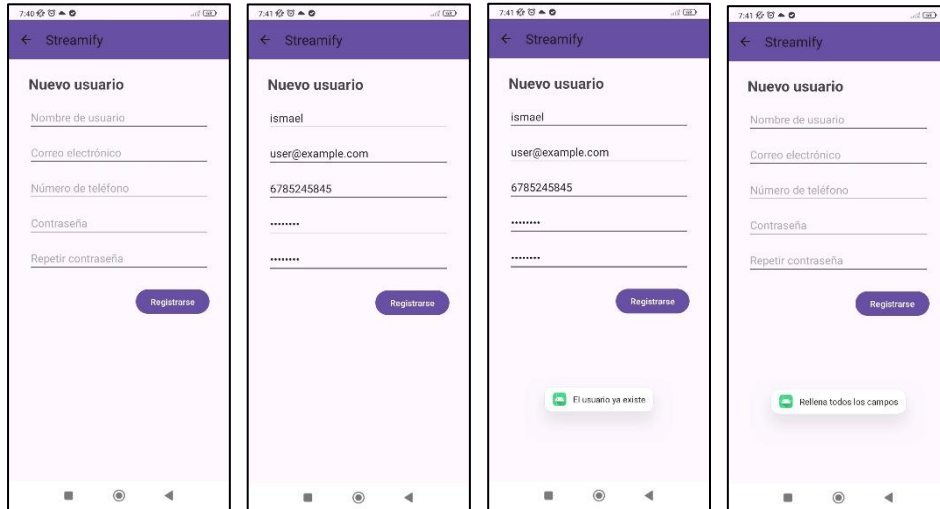 7:40
Streamify
Nuevo usuario
Nombre de usuario
Correo electrónico
Número de teléfono
Contraseña
Repetir contraseña
Registrarse
7:41
Streamify
Nuevo usuario
ismael
user@example.com
6785245845
••••••••
••••••••
Registrarse
7:41
Streamify
Nuevo usuario
ismael
user@example.com
6785245845
••••••••
••••••••
Registrarse
El usuario ya existe
7:41
Streamify
Nuevo usuario
Nombre de usuario
Correo electrónico
Número de teléfono
Contraseña
Repetir contraseña
Registrarse
Rellena todos los campos